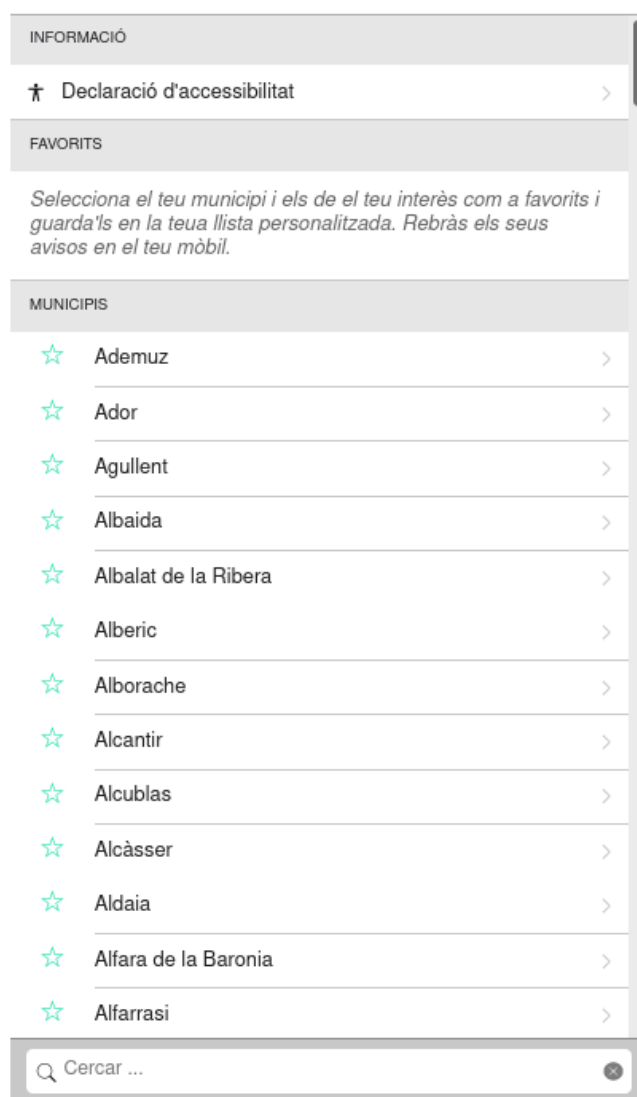 INFORMACIÓ
Declaració d'accessibilitat
FAVORITS
Selecciona el teu municipi i els de el teu interès com a favorits i
guarda'ls en la teua llista personalitzada. Rebràs els seus
avisos en el teu mòbil.
MUNICIPIS
Ademuz
Ador
Agullent
Albaida
Albalat de la Ribera
Alberic
Alborache
Alcantir
Alcublas
Alcàsser
Aldaia
Alfara de la Baronia
Alfarrasi
Cercar ...